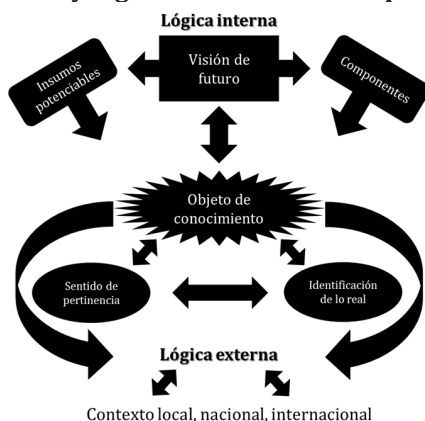 Lógica interna
Insumos
potenciables
Visión de
futuro
Componentes
Objeto de
conocimiento
Sentido de
pertinencia
Identificación
de lo real
Lógica externa
Contexto local, nacional, internacional